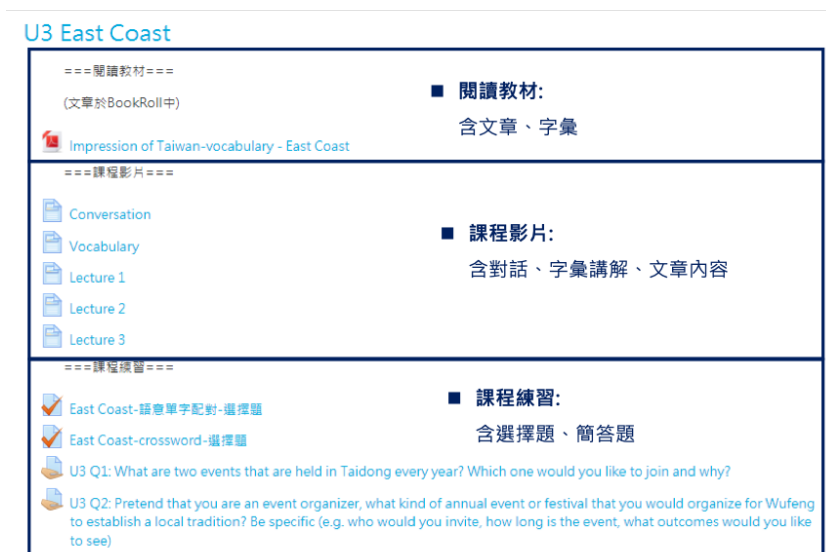 U3 East Coast
===閱讀教材===
(文章於BookRoll中)
Impression of Taiwan-vocabulary - East Coast
■ 閱讀教材:
含文章、字彙
===課程影片===
Conversation
Vocabulary
Lecture 1
Lecture 2
Lecture 3
■ 課程影片:
含對話、字彙講解、文章內容
===課程練習===
East Coast-語意單字配對-選擇題
East Coast-crossword-選擇題
■ 課程練習:
含選擇題、簡答題
U3 Q1: What are two events that are held in Taidong every year? Which one would you like to join and why?
U3 Q2: Pretend that you are an event organizer, what kind of annual event or festival that you would organize for Wufeng
to establish a local tradition? Be specific (e.g. who would you invite, how long is the event, what outcomes would you like
to see)